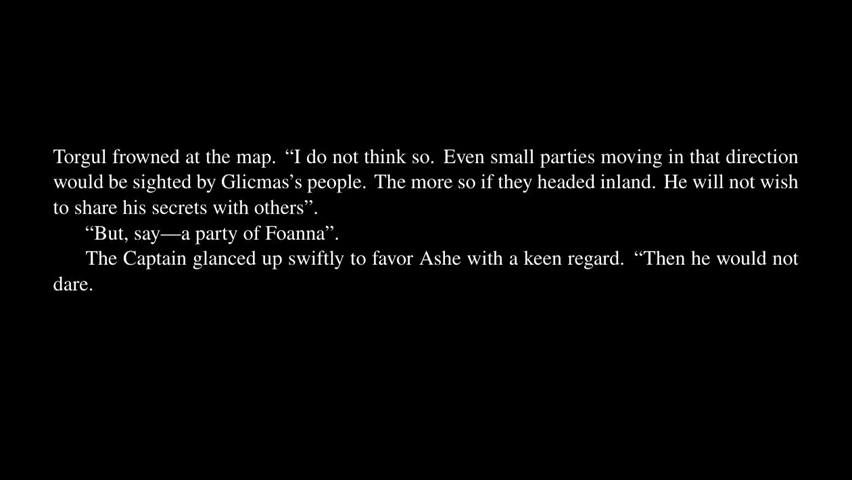 Torgul frowned at the map. “I do not think so. Even small parties moving in that direction
would be sighted by Glicmas’s people. The more so if they headed inland. He will not wish
to share his secrets with others”.
“But, say—a party of Foanna”.
The Captain glanced up swiftly to favor Ashe with a keen regard. “Then he would not
dare.